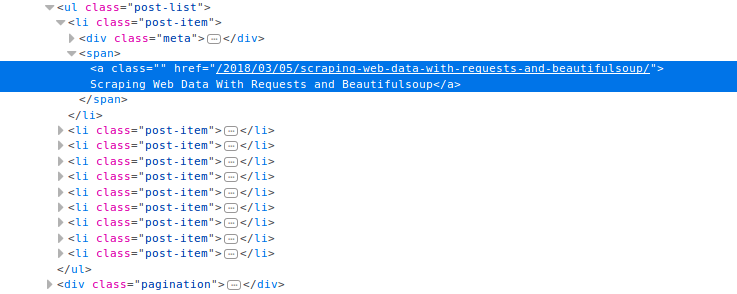 <ul class="post-list">
<li class="post-item">
<div class="meta">⋯</div>
<span>
<a class="" href="/2018/03/05/scraping-web-data-with-requests-and-beautifulsoup/">
Scraping Web Data With Requests and Beautifulsoup</a>
</span>
</li>
<li class="post-item">⋯</li>
<li class="post-item">⋯</li>
<li class="post-item">⋯</li>
<li class="post-item">⋯</li>
<li class="post-item">⋯</li>
<li class="post-item">⋯</li>
<li class="post-item">⋯</li>
<li class="post-item">⋯</li>
<li class="post-item">⋯</li>
</ul>
<div class="pagination">⋯</div>